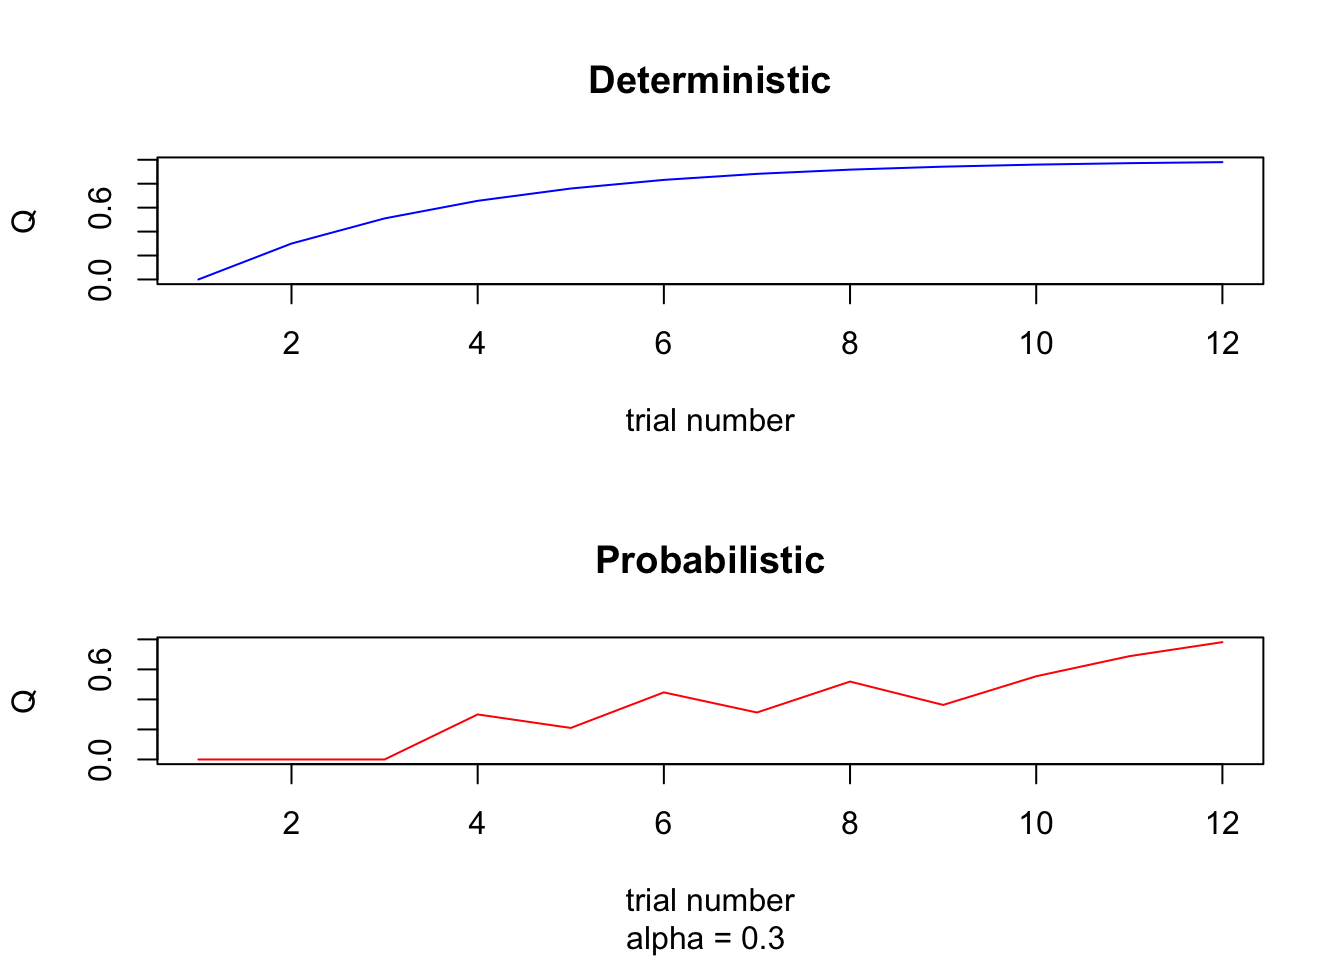 Deterministic
Q
0.6
0.0
2 4 6 8 10 12
trial number
Probabilistic
Q
0.6
0.0
2 4 6 8 10 12
trial number
alpha = 0.3